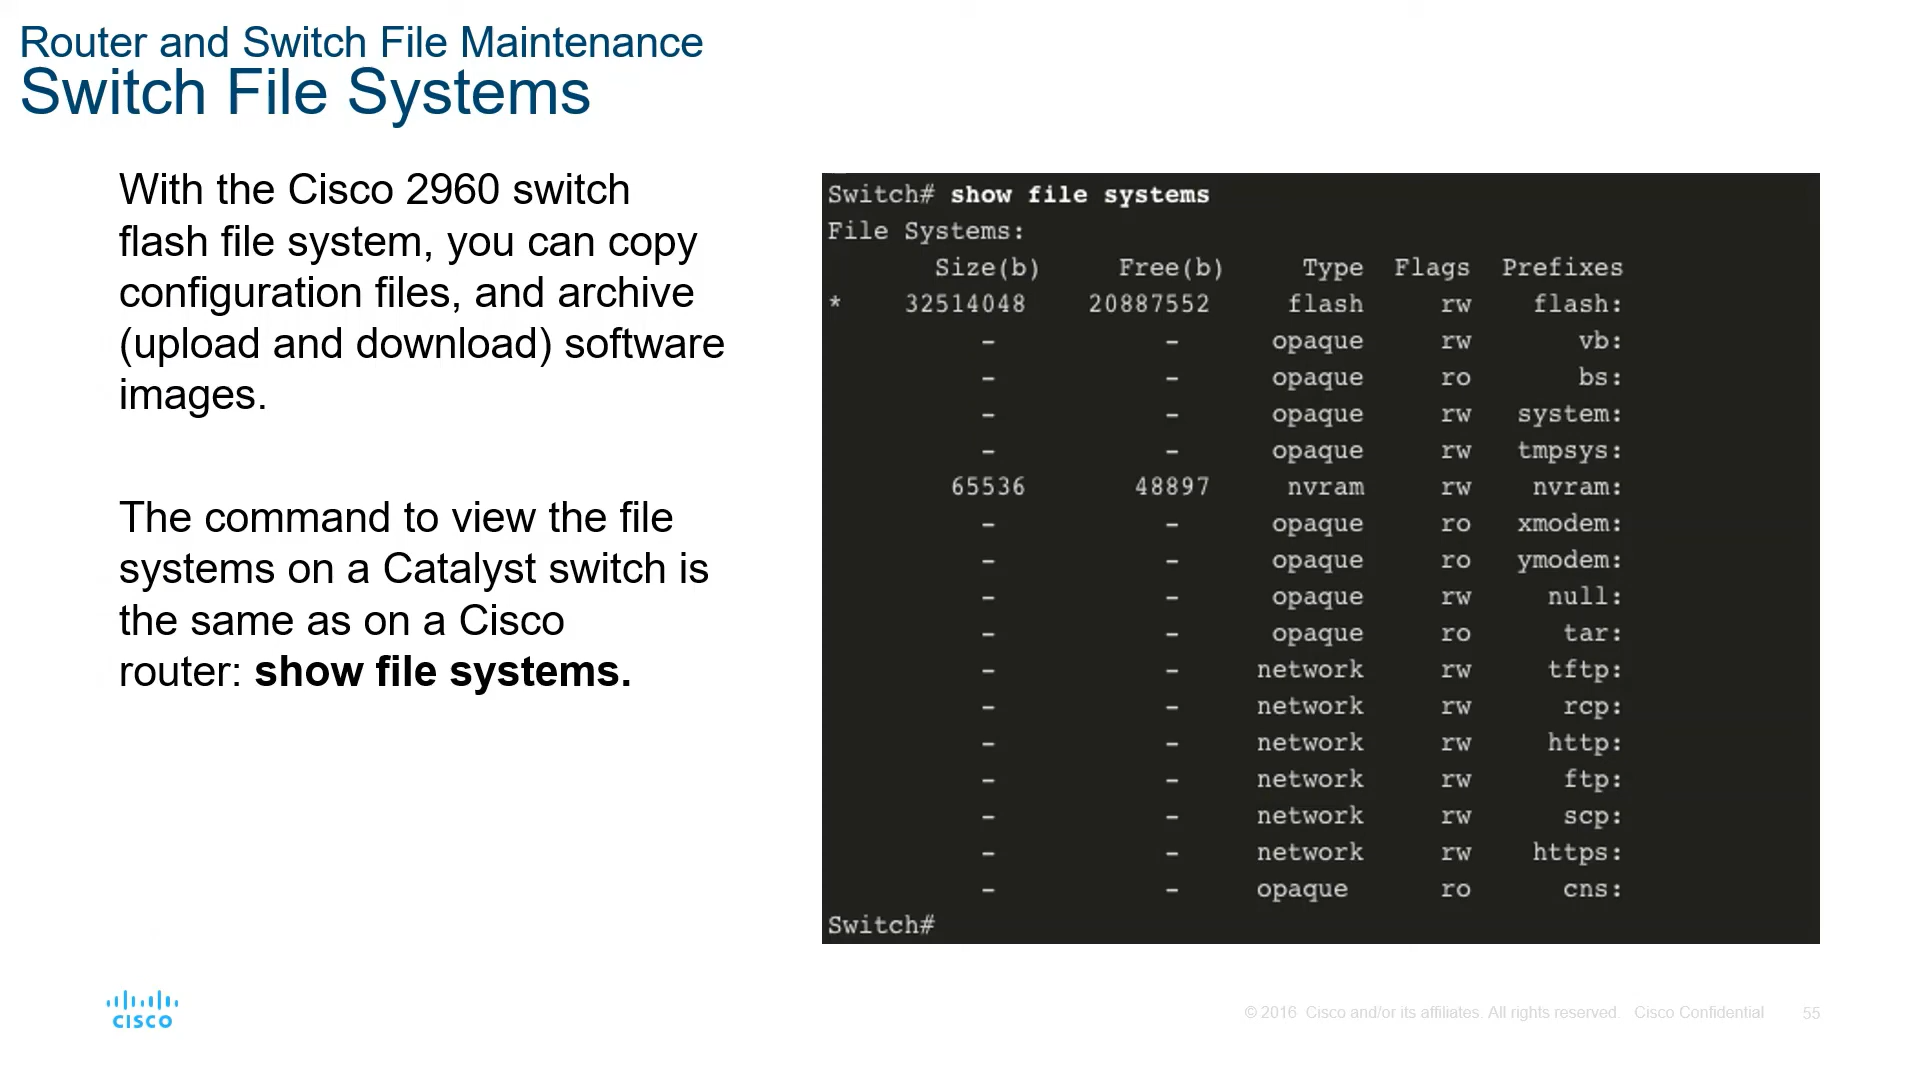 Router and Switch File Maintenance
Switch File Systems
With the Cisco 2960 switch
flash file system, you can copy
configuration files, and archive
(upload and download) software
images.
The command to view the file
systems on a Catalyst switch is
the same as on a Cisco
router: show file systems.
Switch# show file systems
File Systems:
Size(b) Free(b) Type Flags Prefixes
* 32514048 20887552 flash rw flash:
- - opaque rw vb:
- - opaque ro bs:
- - opaque rw system:
- - opaque rw tmpsys:
65536 48897 nvram rw nvram:
- - opaque ro xmodem:
- - opaque ro ymodem:
- - opaque rw null:
- - opaque ro tar:
- - network rw tftp:
- - network rw rcp:
- - network rw http:
- - network rw ftp:
- - network rw scp:
- - network rw https:
- - opaque ro cns:
Switch#
CISCO
© 2016 Cisco and/or its affiliates. All rights reserved. Cisco Confidential 55